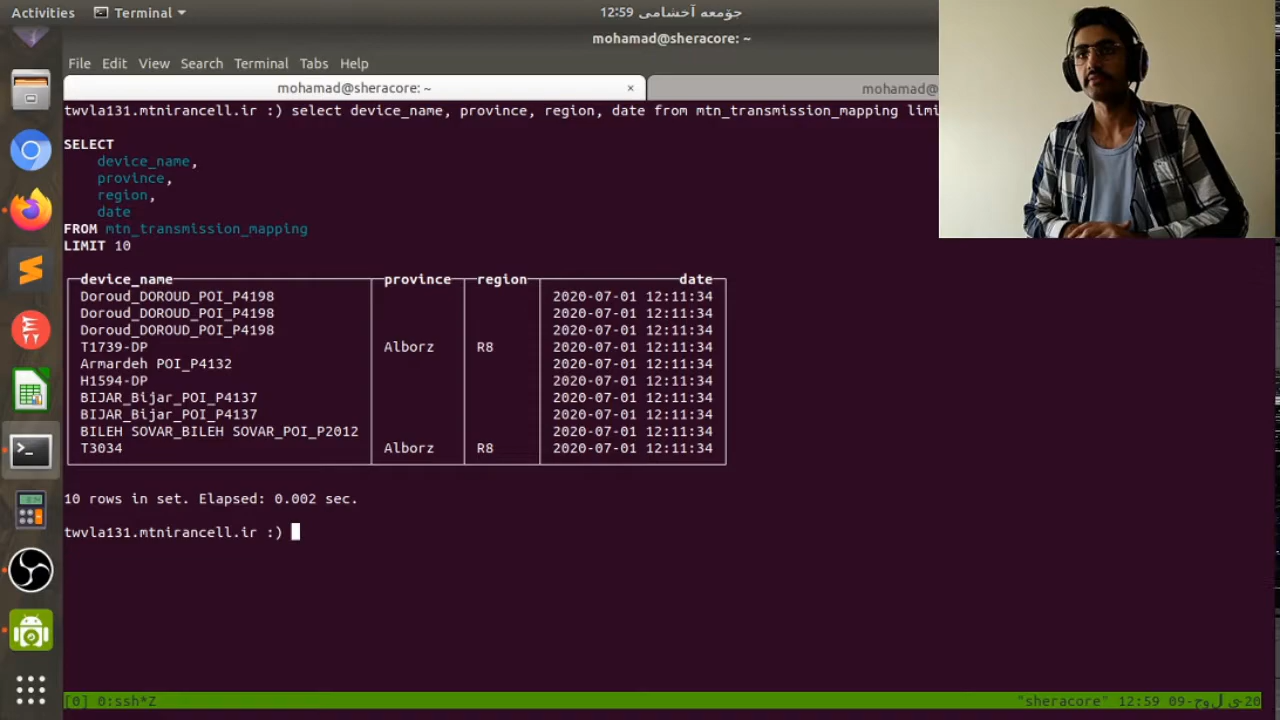 Activities
Terminal
جۆمعه آخشامی 12:59
mohamad@sheracore: ~
File Edit View Search Terminal Tabs Help
mohamad@sheracore: ~ ×
mohamad@
twvla131.mtnirancell.ir :) select device_name, province, region, date from mtn_transmission_mapping limi
SELECT
device_name,
province,
region,
date
FROM mtn_transmission_mapping
LIMIT 10
device_name province region date
Doroud_DOROUD_POI_P4198 2020-07-01 12:11:34
Doroud_DOROUD_POI_P4198 2020-07-01 12:11:34
Doroud_DOROUD_POI_P4198 2020-07-01 12:11:34
T1739-DP Alborz R8 2020-07-01 12:11:34
Armardeh POI_P4132 2020-07-01 12:11:34
H1594-DP 2020-07-01 12:11:34
BIJAR_Bijar_POI_P4137 2020-07-01 12:11:34
BIJAR_Bijar_POI_P4137 2020-07-01 12:11:34
BILEH SOVAR_BILEH SOVAR_POI_P2012 2020-07-01 12:11:34
T3034 Alborz R8 2020-07-01 12:11:34
10 rows in set. Elapsed: 0.002 sec.
twvla131.mtnirancell.ir :)
[0] 0:ssh*Z "sheracore" 12:59 09-